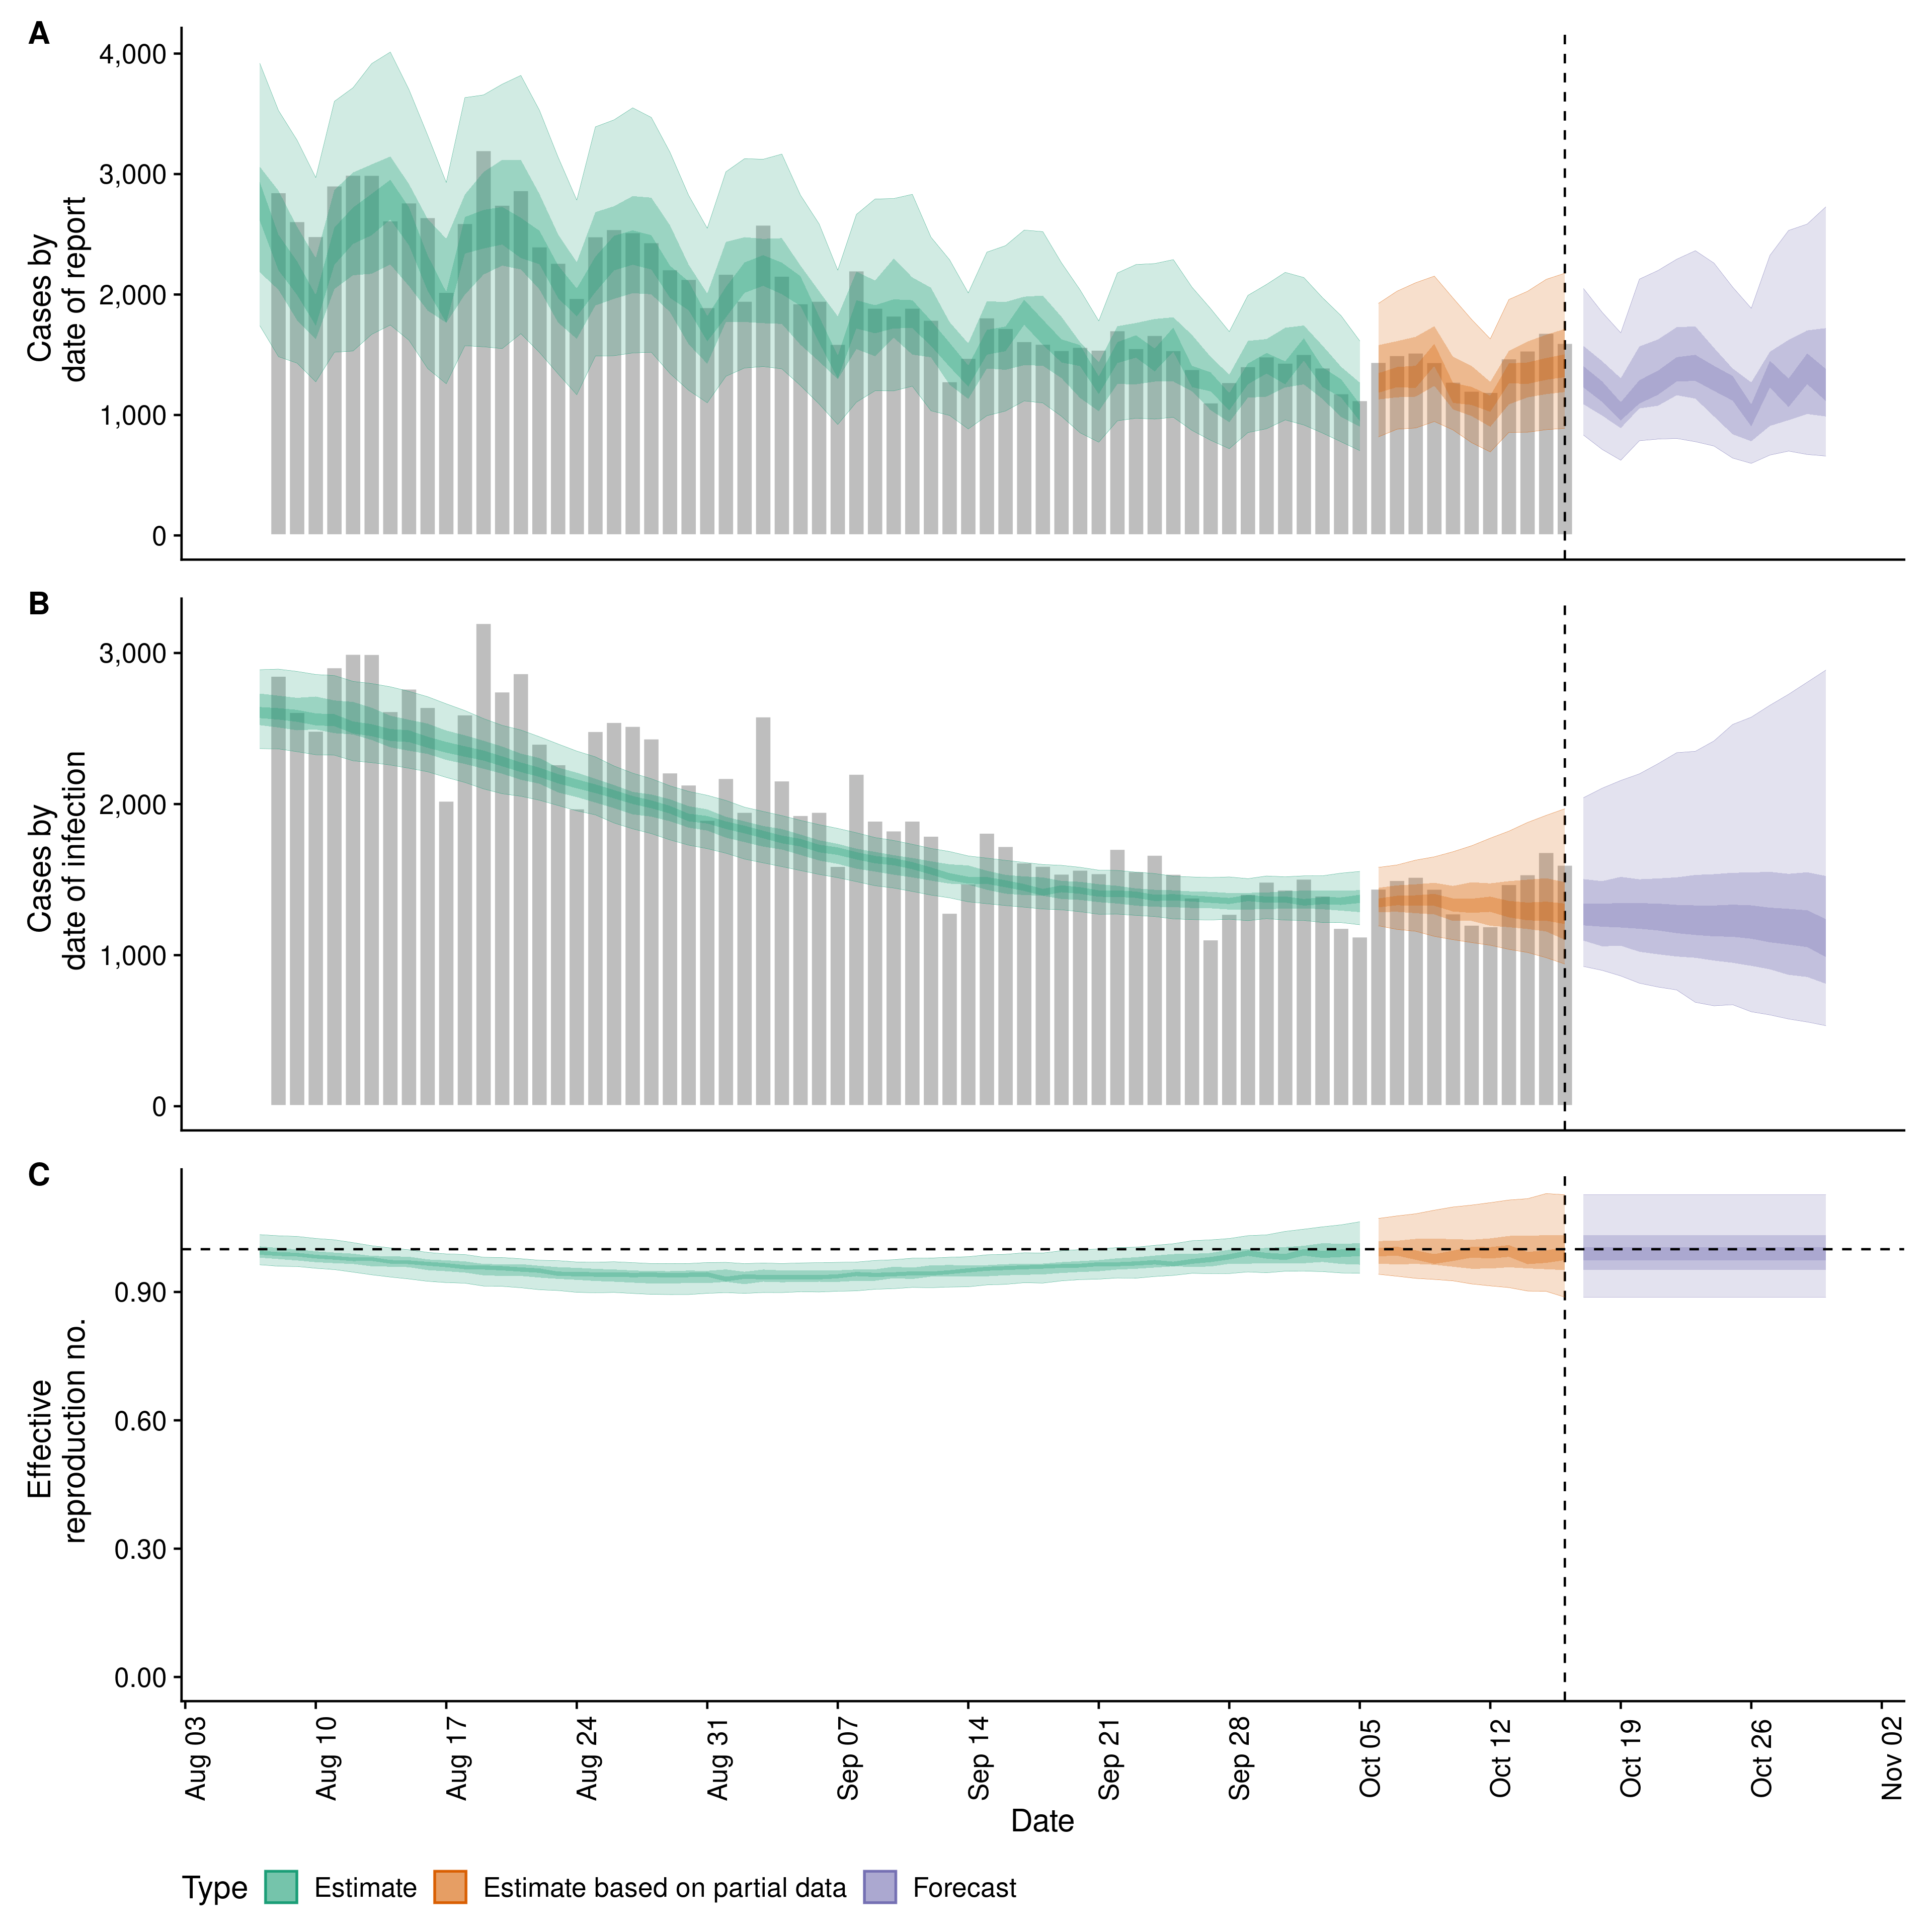 A
4,000
3,000
2,000
1,000
0
Cases by
date of report
B
3,000
2,000
1,000
0
Cases by
date of infection
C
0.90
0.60
0.30
0.00
Effective
reproduction no.
Aug 03
Aug 10
Aug 17
Aug 24
Aug 31
Sep 07
Sep 14
Sep 21
Sep 28
Oct 05
Oct 12
Oct 19
Oct 26
Nov 02
Date
Type Estimate Estimate based on partial data Forecast